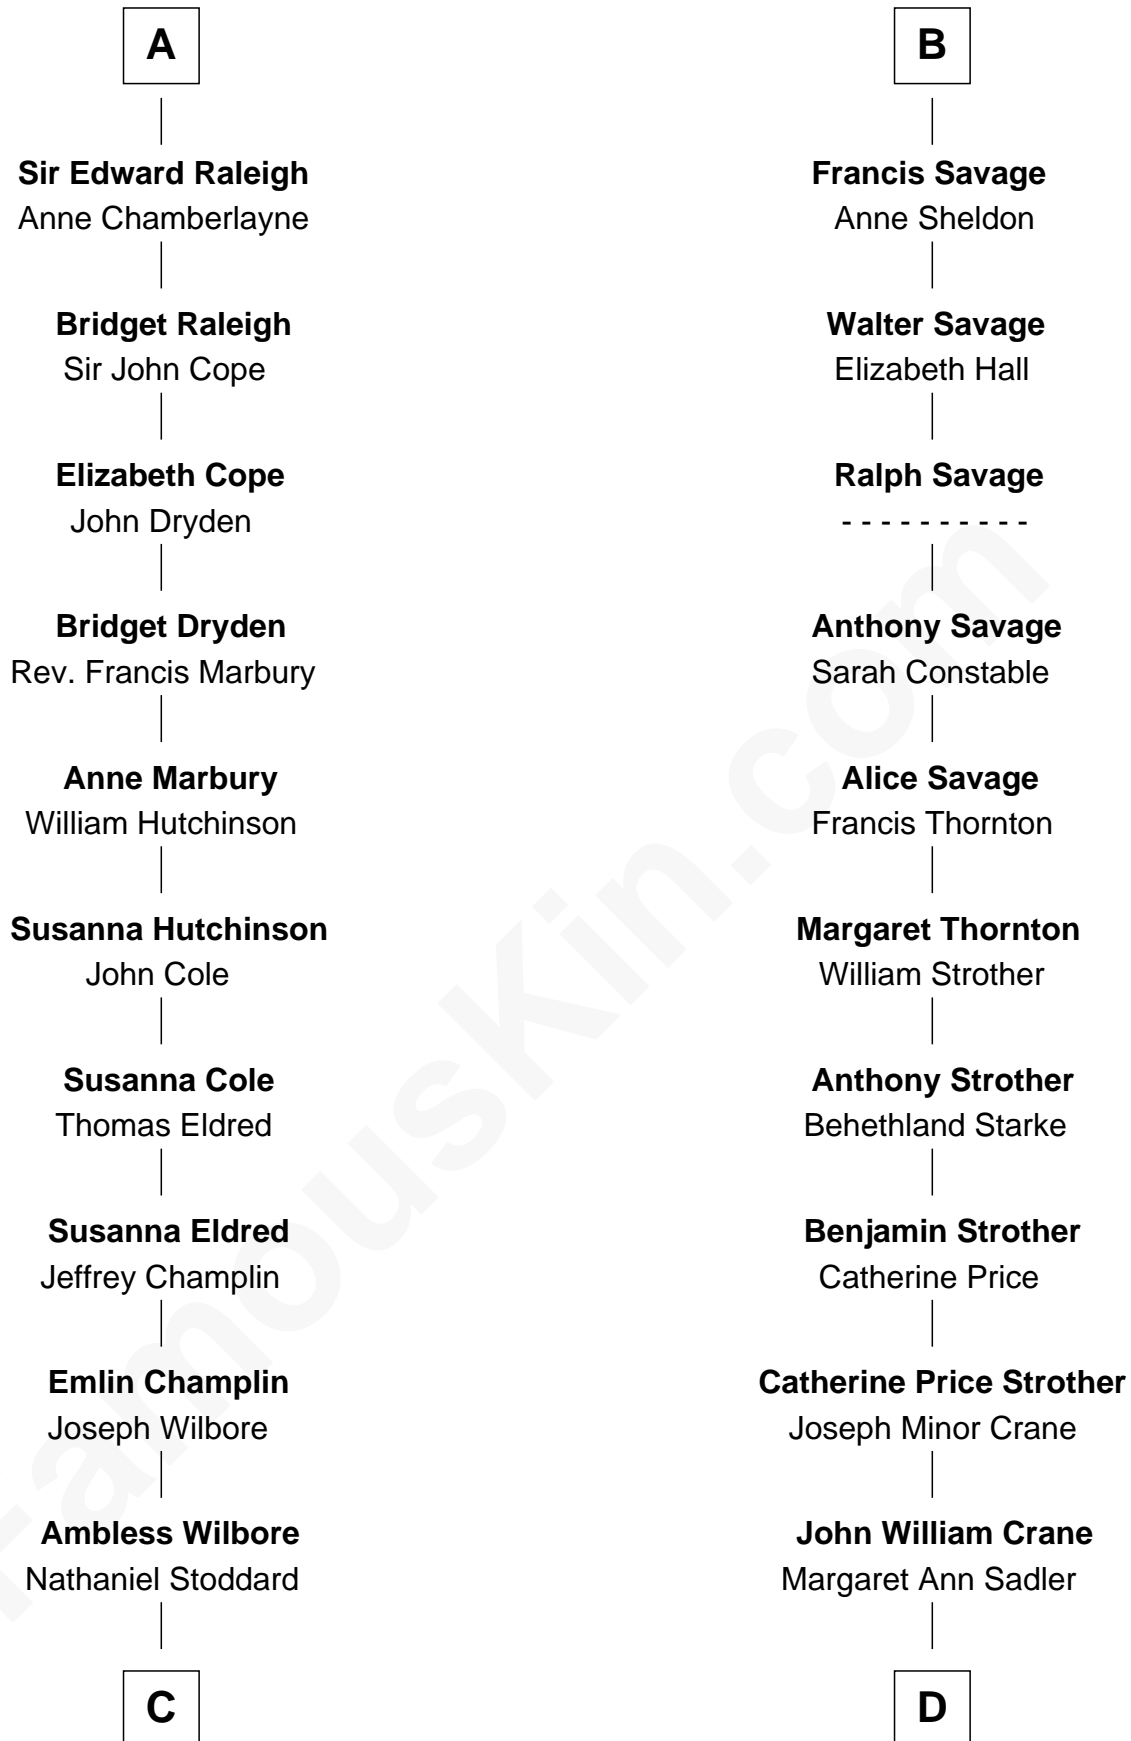 A
Sir Edward Raleigh
Anne Chamberlayne
Bridget Raleigh
Sir John Cope
Elizabeth Cope
John Dryden
Bridget Dryden
Rev. Francis Marbury
Anne Marbury
William Hutchinson
Susanna Hutchinson
John Cole
Susanna Cole
Thomas Eldred
Susanna Eldred
Jeffrey Champlin
Emlin Champlin
Joseph Wilbore
Ambless Wilbore
Nathaniel Stoddard
C
B
Francis Savage
Anne Sheldon
Walter Savage
Elizabeth Hall
Ralph Savage
- - - - - - - - - -
Anthony Savage
Sarah Constable
Alice Savage
Francis Thornton
Margaret Thornton
William Strother
Anthony Strother
Behethland Starke
Benjamin Strother
Catherine Price
Catherine Price Strother
Joseph Minor Crane
John William Crane
Margaret Ann Sadler
D
FamousKin.com